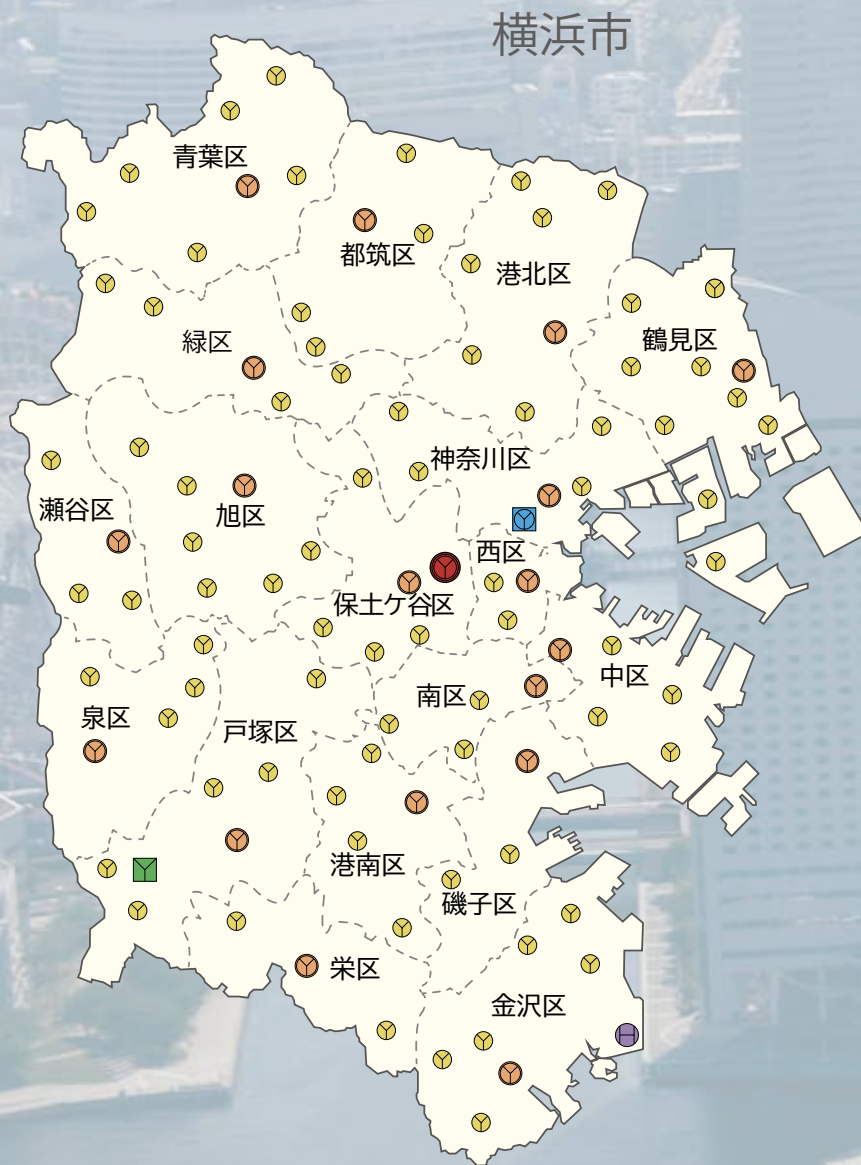 横浜市
青葉区
都筑区
港北区
緑区
鶴見区
神奈川区
瀬谷区
旭区
西区
保土ケ谷区
中区
南区
泉区
戸塚区
港南区
磯子区
栄区
金沢区